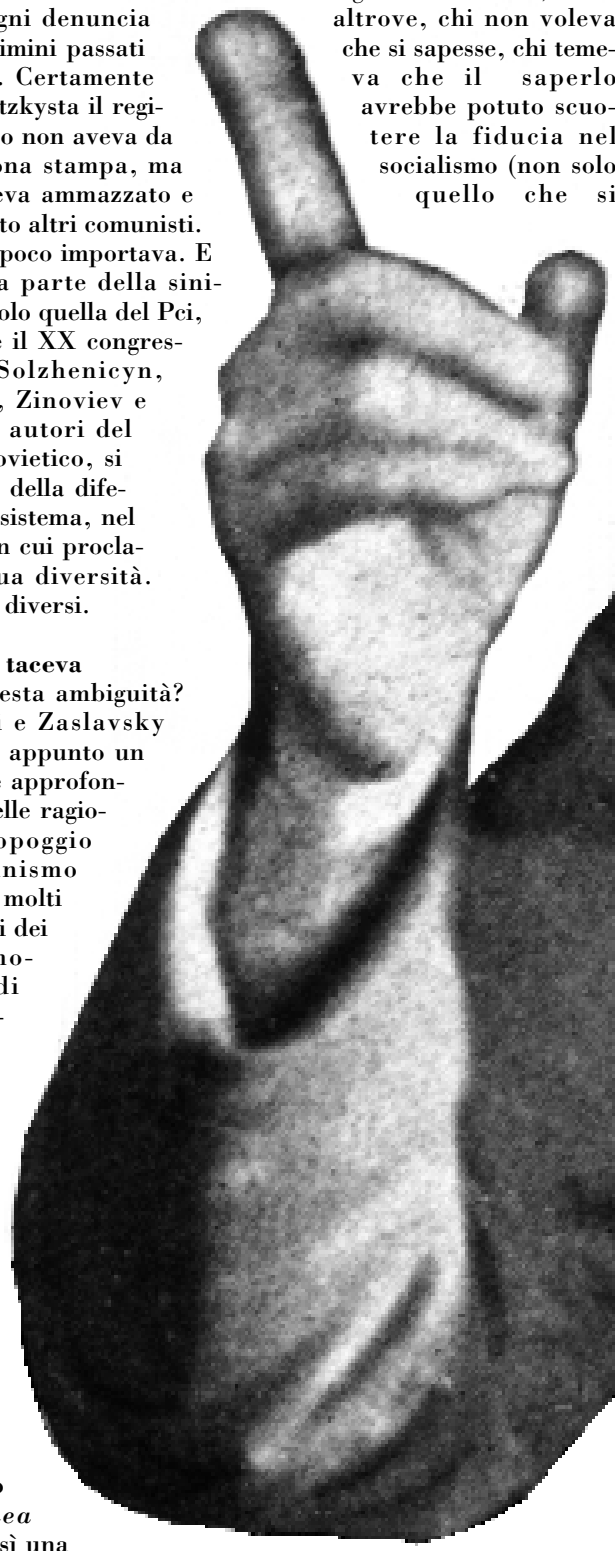 gni denuncia
imini passati
. Certamente
tzkysta il regi-
o non aveva da
ona stampa, ma
eva ammazzato e
to altri comunisti.
poco importava. E
a parte della sini-
olo quella del Pci,
e il XX congres-
Solzhenicyn,
, Zinoviev e
autori del
ovietico, si
della dife-
sistema, nel
n cui procla-
ua diversità.
diversi.
taceva
esta ambiguità?
i e Zaslavsky
appunto un
e approfon-
elle ragio-
ppoggio
nismo
molti
i dei
no-
di
-
o
ea
sì una
altrove, chi non voleva
che si sapesse, chi teme-
va che il saperlo
avrebbe potuto scuo-
tere la fiducia nel
socialismo (non solo
quello che si